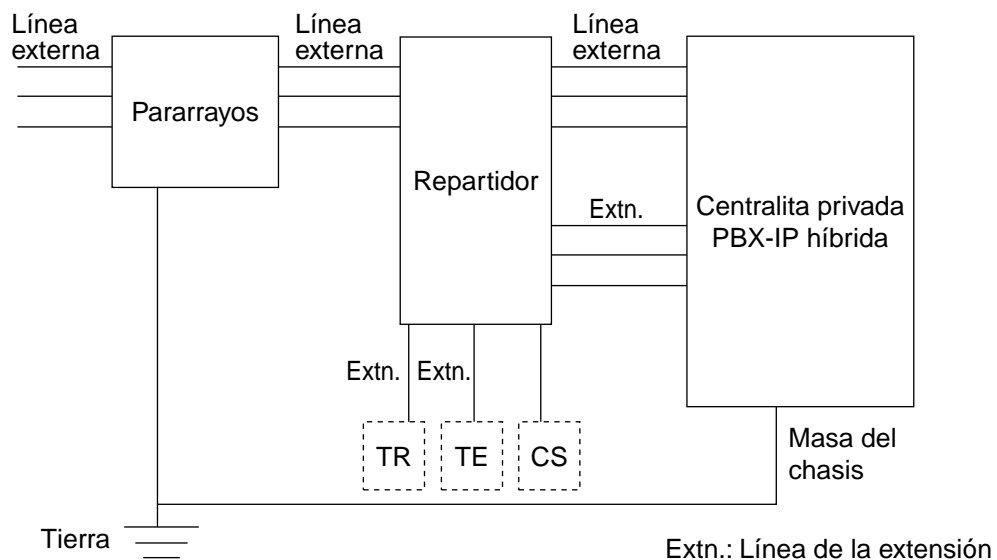 Línea
externa
Línea
externa
Línea
externa
Pararrayos
Repartidor
Extn.
Centralita privada
PBX-IP híbrida
Extn.
Extn.
TR
TE
CS
Masa del
chasis
Tierra
Extn.: Línea de la extensión